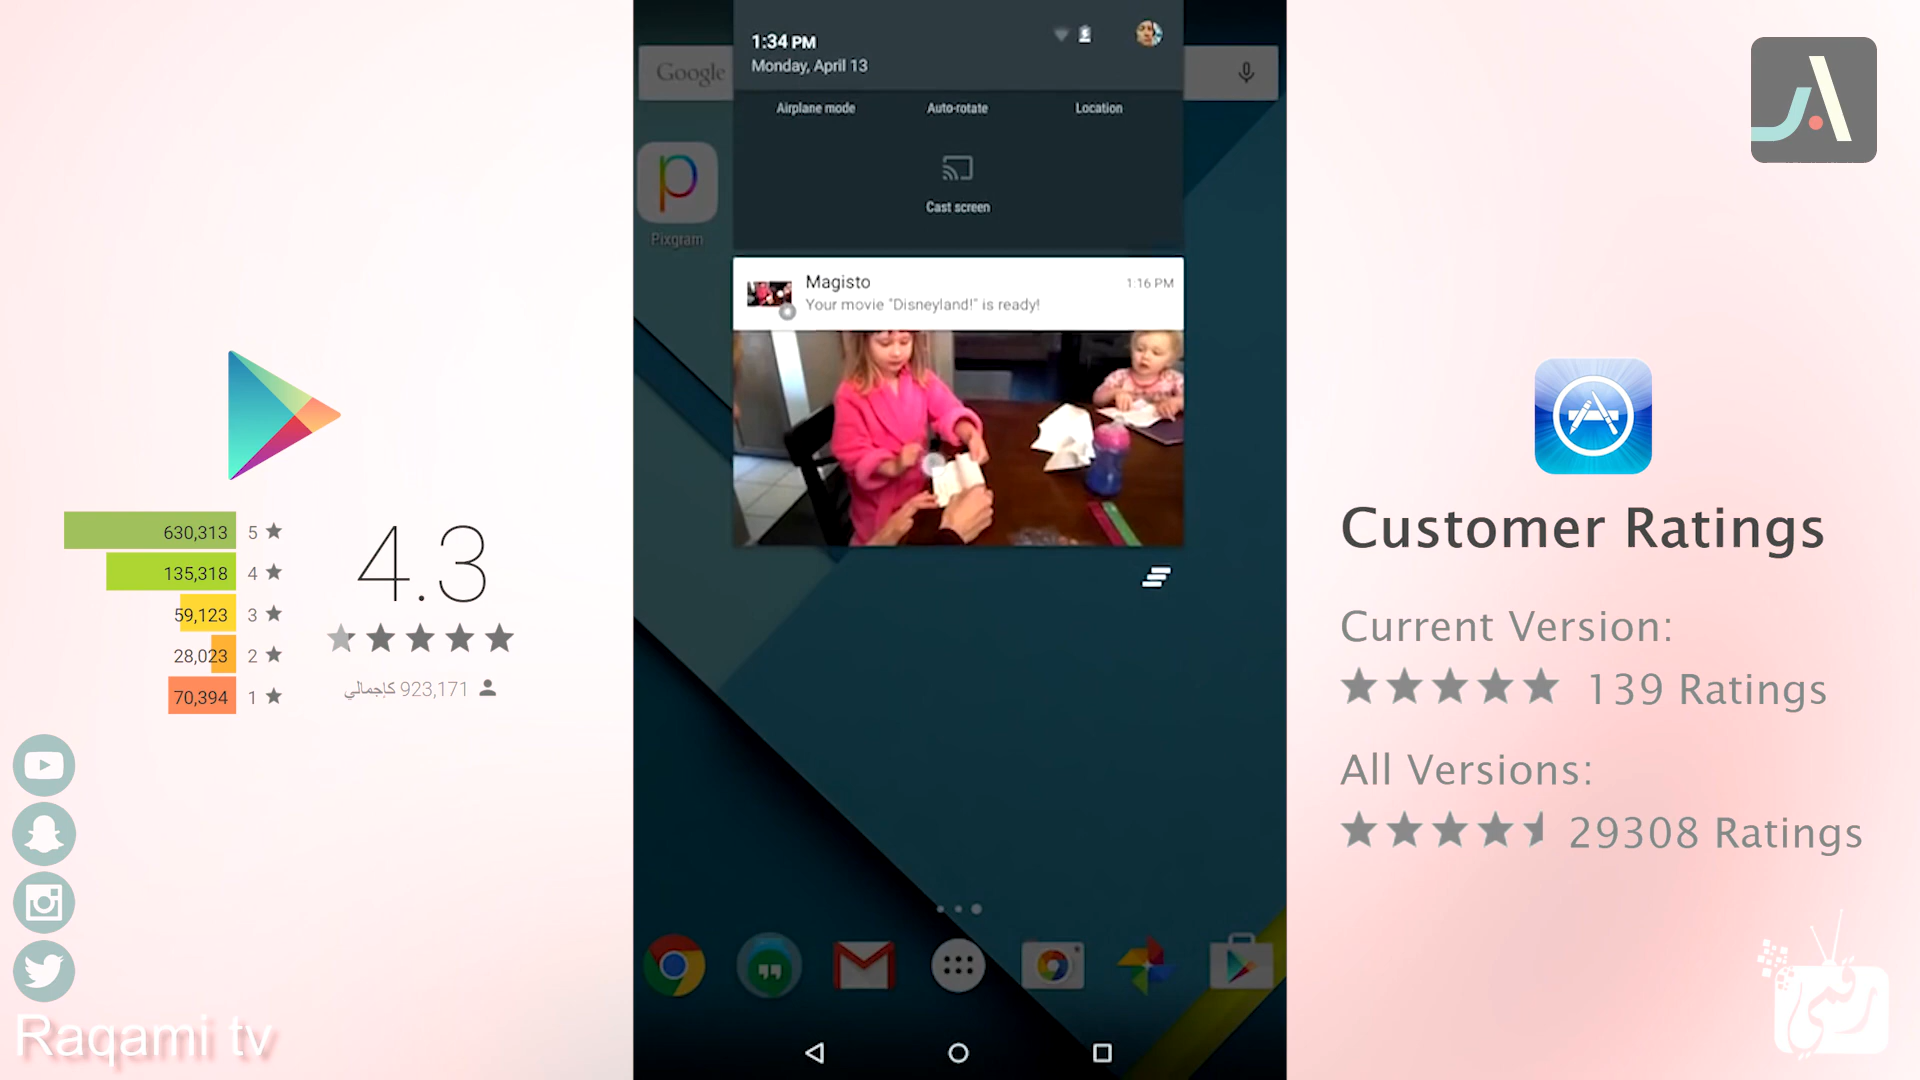 1:34 PM
Monday, April 13
Google
Airplane mode
Auto-rotate
Location
Cast screen
Pixgram
Magisto
1:16 PM
Your movie "Disneyland!" is ready!
630,313 5
135,318 4
59,123 3
28,023 2
70,394 1
4.3
923,171 كإجمالي
Customer Ratings
Current Version:
139 Ratings
All Versions:
29308 Ratings
Raqami tv
رقمي